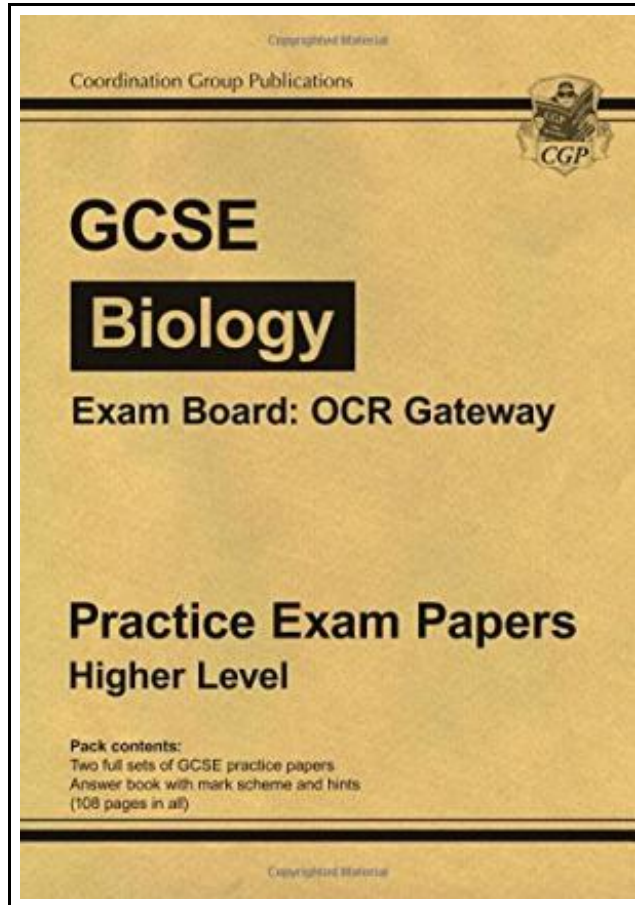 Copyrighted Material
Coordination Group Publications
CGP
GCSE
Biology
Exam Board: OCR Gateway
Practice Exam Papers
Higher Level
Pack contents:
Two full sets of GCSE practice papers
Answer book with mark scheme and hints
(108 pages in all)
Copyrighted Material